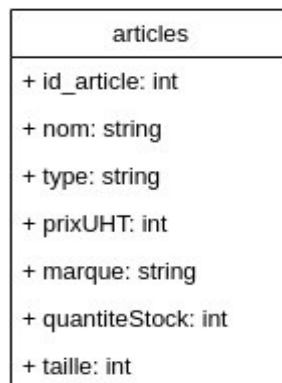 articles
+ id_article: int
+ nom: string
+ type: string
+ prixUHT: int
+ marque: string
+ quantiteStock: int
+ taille: int